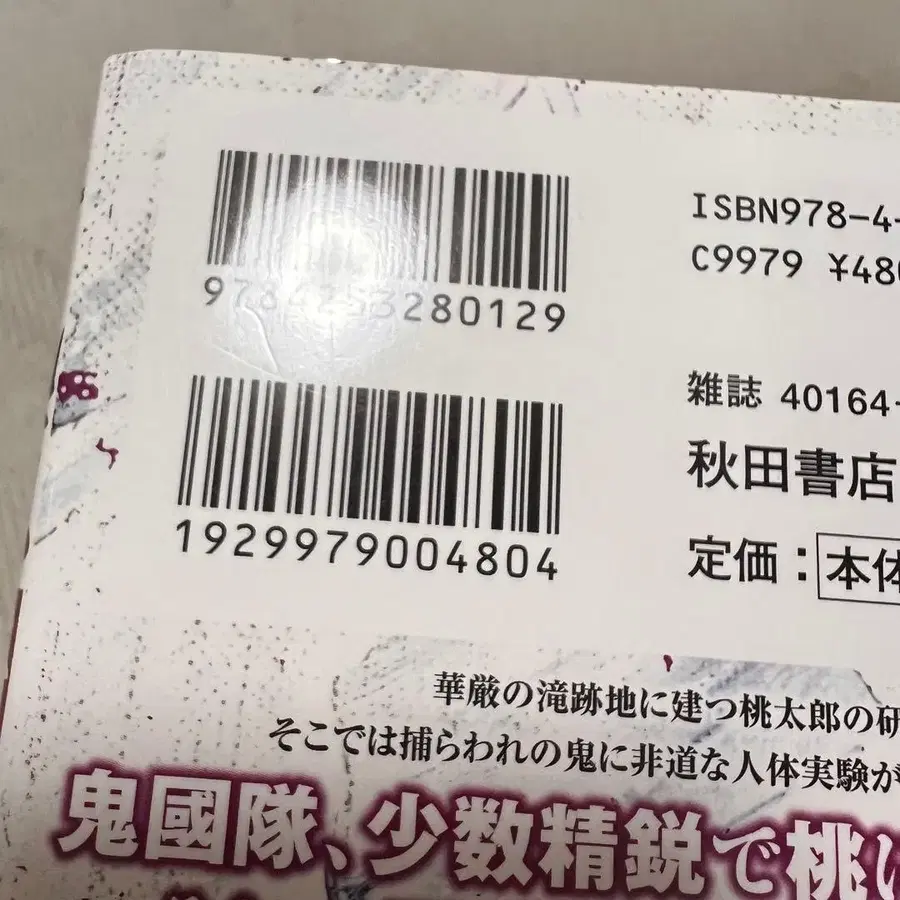 9784253280129
ISBN978-4-
C9979 ¥480
1929979004804
雑誌 40164-
秋田書店
定価：本体
華厳の滝跡地に建つ桃太郎の研
そこでは捕らわれの鬼に非道な人体実験が
鬼國隊、少数精鋭で桃